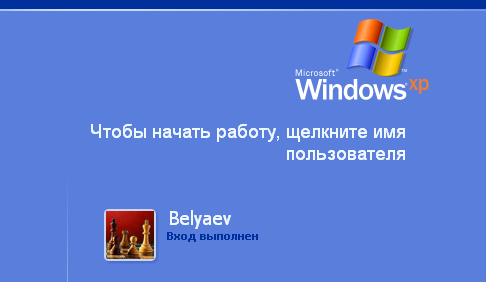 Microsoft®
Windows xp
Чтобы начать работу, щелкните имя
пользователя
Belyaev
Вход выполнен